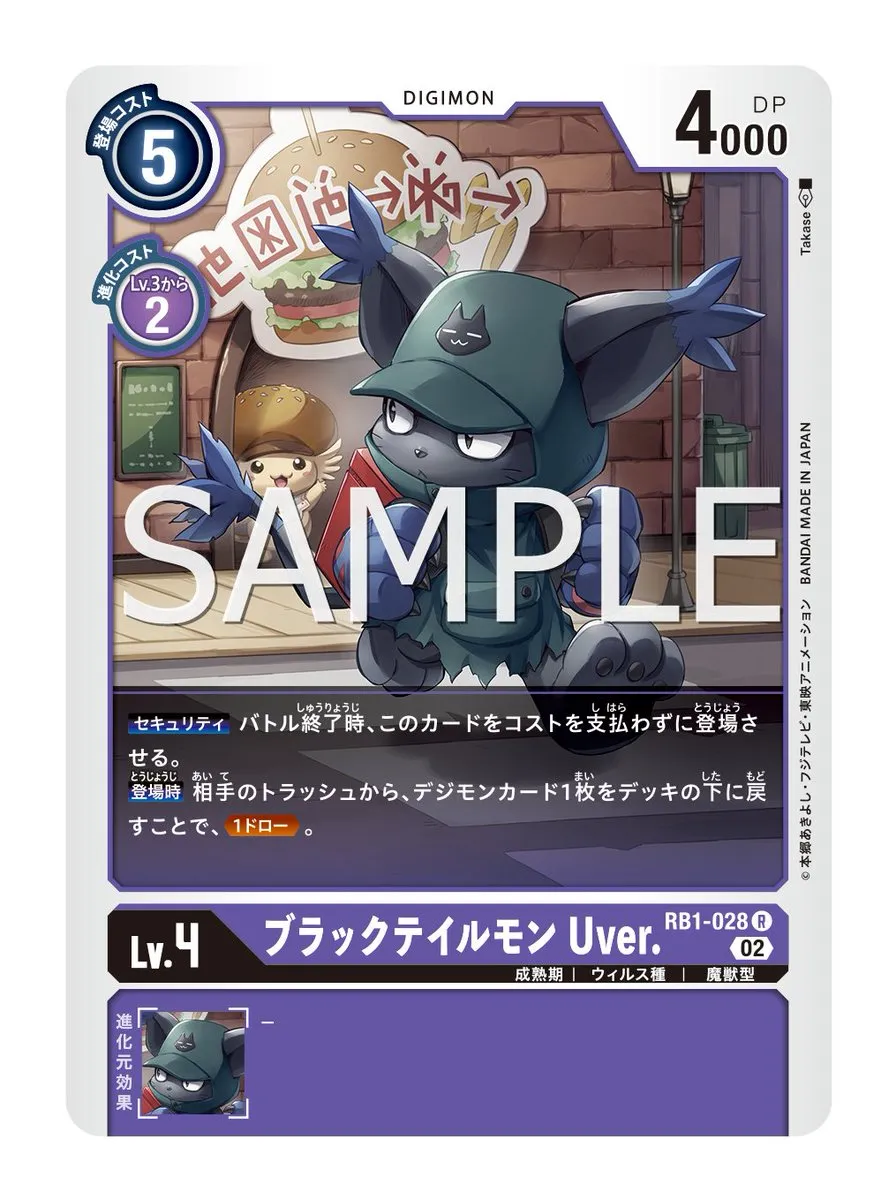 DIGIMON
登場コスト
5
4000
DP
進化コスト
Lv.3から
2
Takase
BANDAI MADE IN JAPAN
© 本郷あきよし・フジテレビ・東映アニメーション
SAMPLE
セキュリティ バトル終了時、このカードをコストを支払わずに登場さ
せる。
登場時 相手のトラッシュから、デジモンカード1枚をデッキの下に戻
すことで、1ドロー。
Lv.4
ブラックテイルモン Uver.
RB1-028 R
02
成熟期 | ウィルス種 | 魔獣型
進化元効果
–